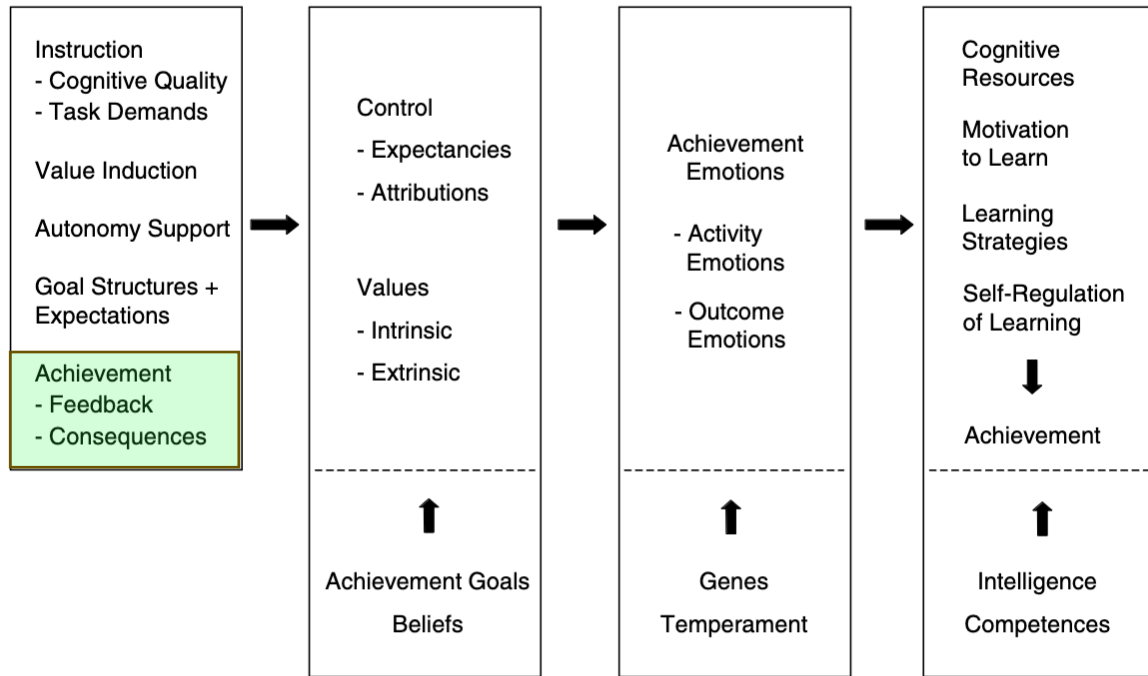 Instruction
- Cognitive Quality
- Task Demands
Value Induction
Autonomy Support
Goal Structures +
Expectations
Achievement
- Feedback
- Consequences
Control
- Expectancies
- Attributions
Values
- Intrinsic
- Extrinsic
Achievement Goals
Beliefs
Achievement
Emotions
- Activity
Emotions
- Outcome
Emotions
Genes
Temperament
Cognitive
Resources
Motivation
to Learn
Learning
Strategies
Self-Regulation
of Learning
Achievement
Intelligence
Competences